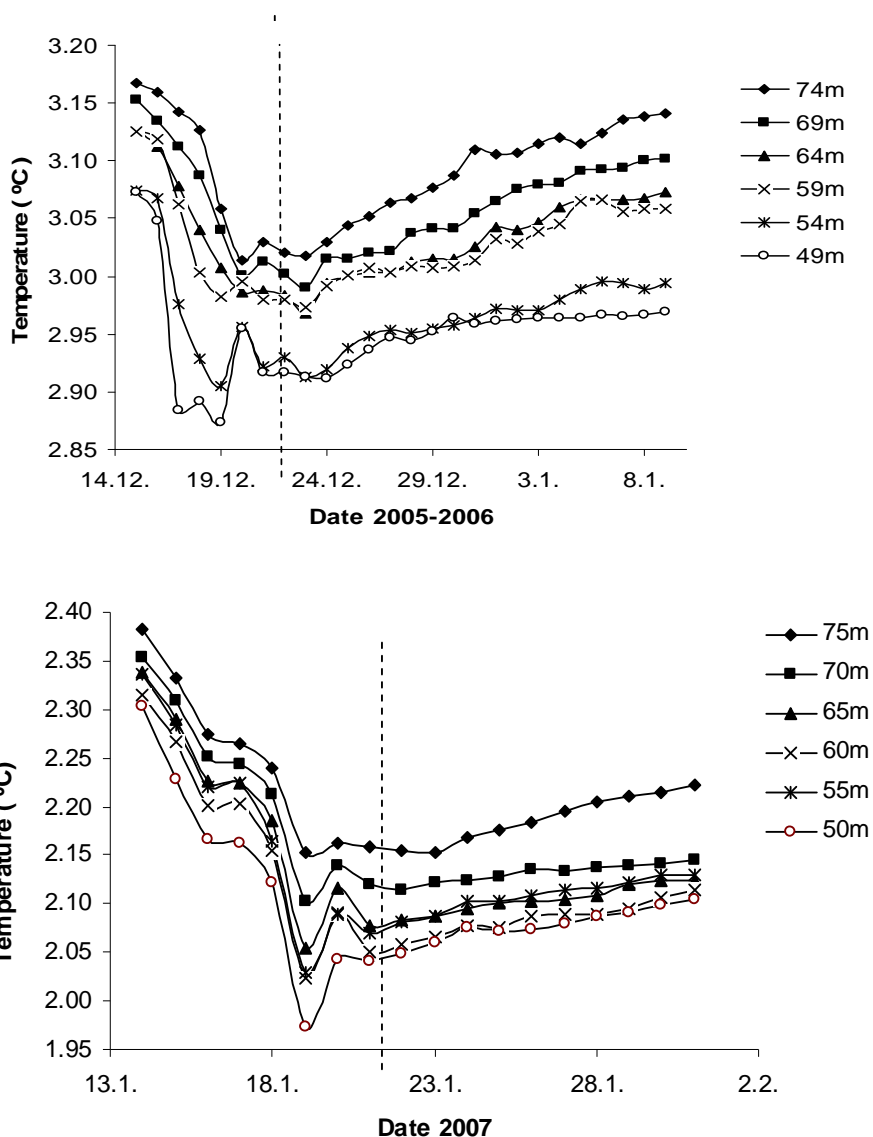 3.20
3.15
3.10
3.05
3.00
2.95
2.90
2.85
Temperature ( ºC)
14.12. 19.12. 24.12. 29.12. 3.1. 8.1.
Date 2005-2006
74m
69m
64m
59m
54m
49m
2.40
2.35
2.30
2.25
2.20
2.15
2.10
2.05
2.00
1.95
Temperature ( ºC)
13.1. 18.1. 23.1. 28.1. 2.2.
Date 2007
75m
70m
65m
60m
55m
50m